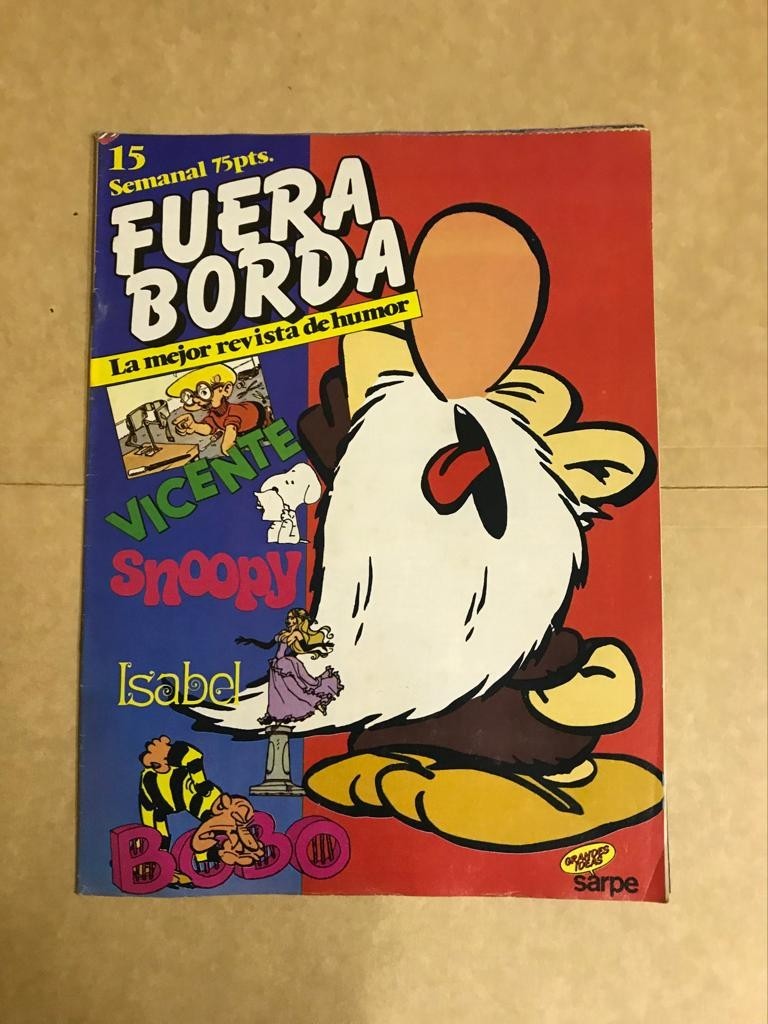 15
Semanal 75pts.
FUERA
BORDA
La mejor revista de humor
VICENTE
Snoopy
Isabel
BOBO
GRANDES
IDEAS
sarpe